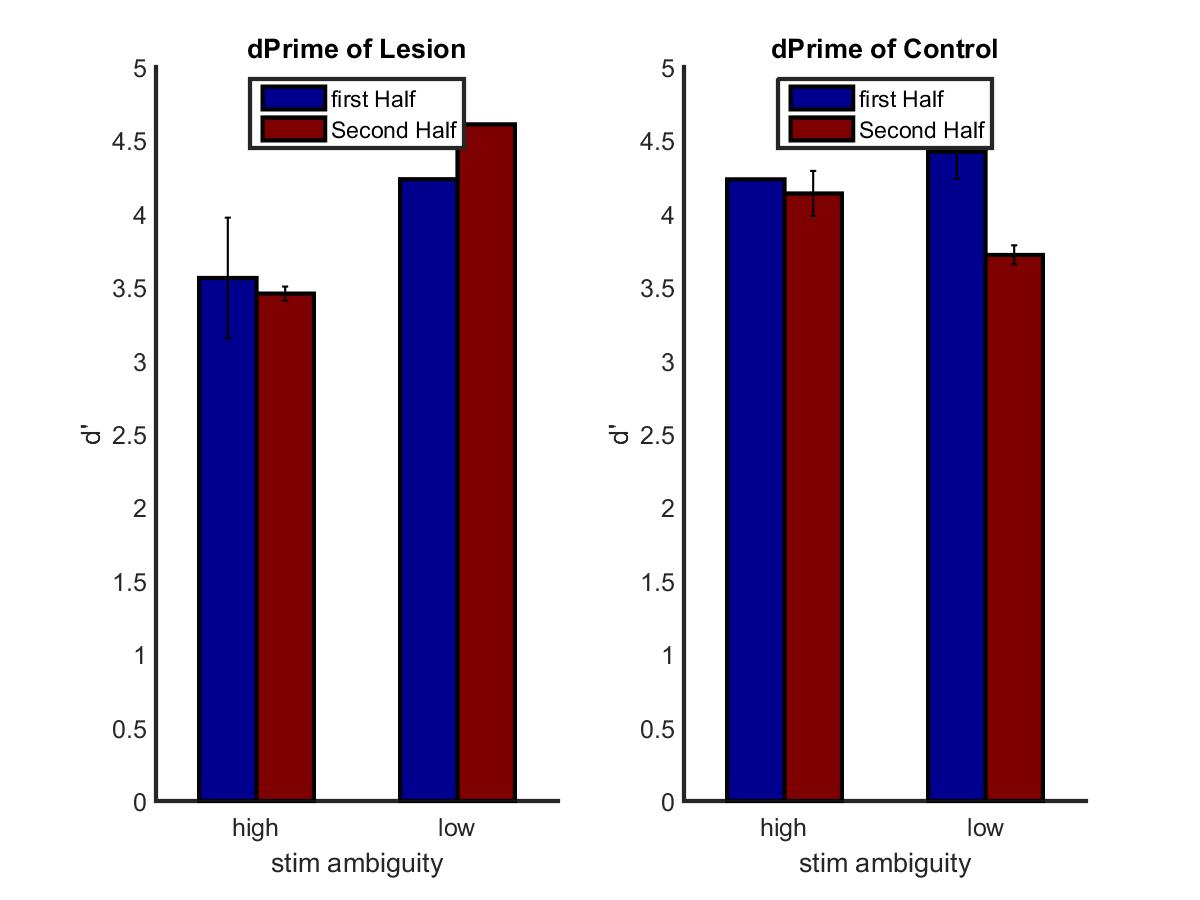 dPrime of Lesion
5
4.5
4
3.5
3
2.5
2
1.5
1
0.5
0
d'
first Half
Second Half
high low
stim ambiguity
dPrime of Control
5
4.5
4
3.5
3
2.5
2
1.5
1
0.5
0
d'
first Half
Second Half
high low
stim ambiguity